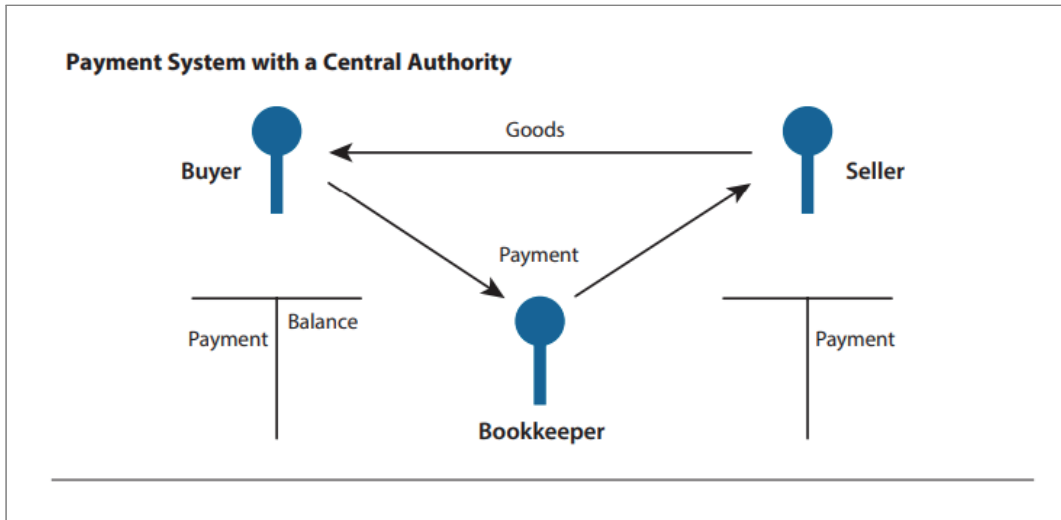 Payment System with a Central Authority
Goods
Buyer
Seller
Payment
Balance
Payment
Payment
Bookkeeper